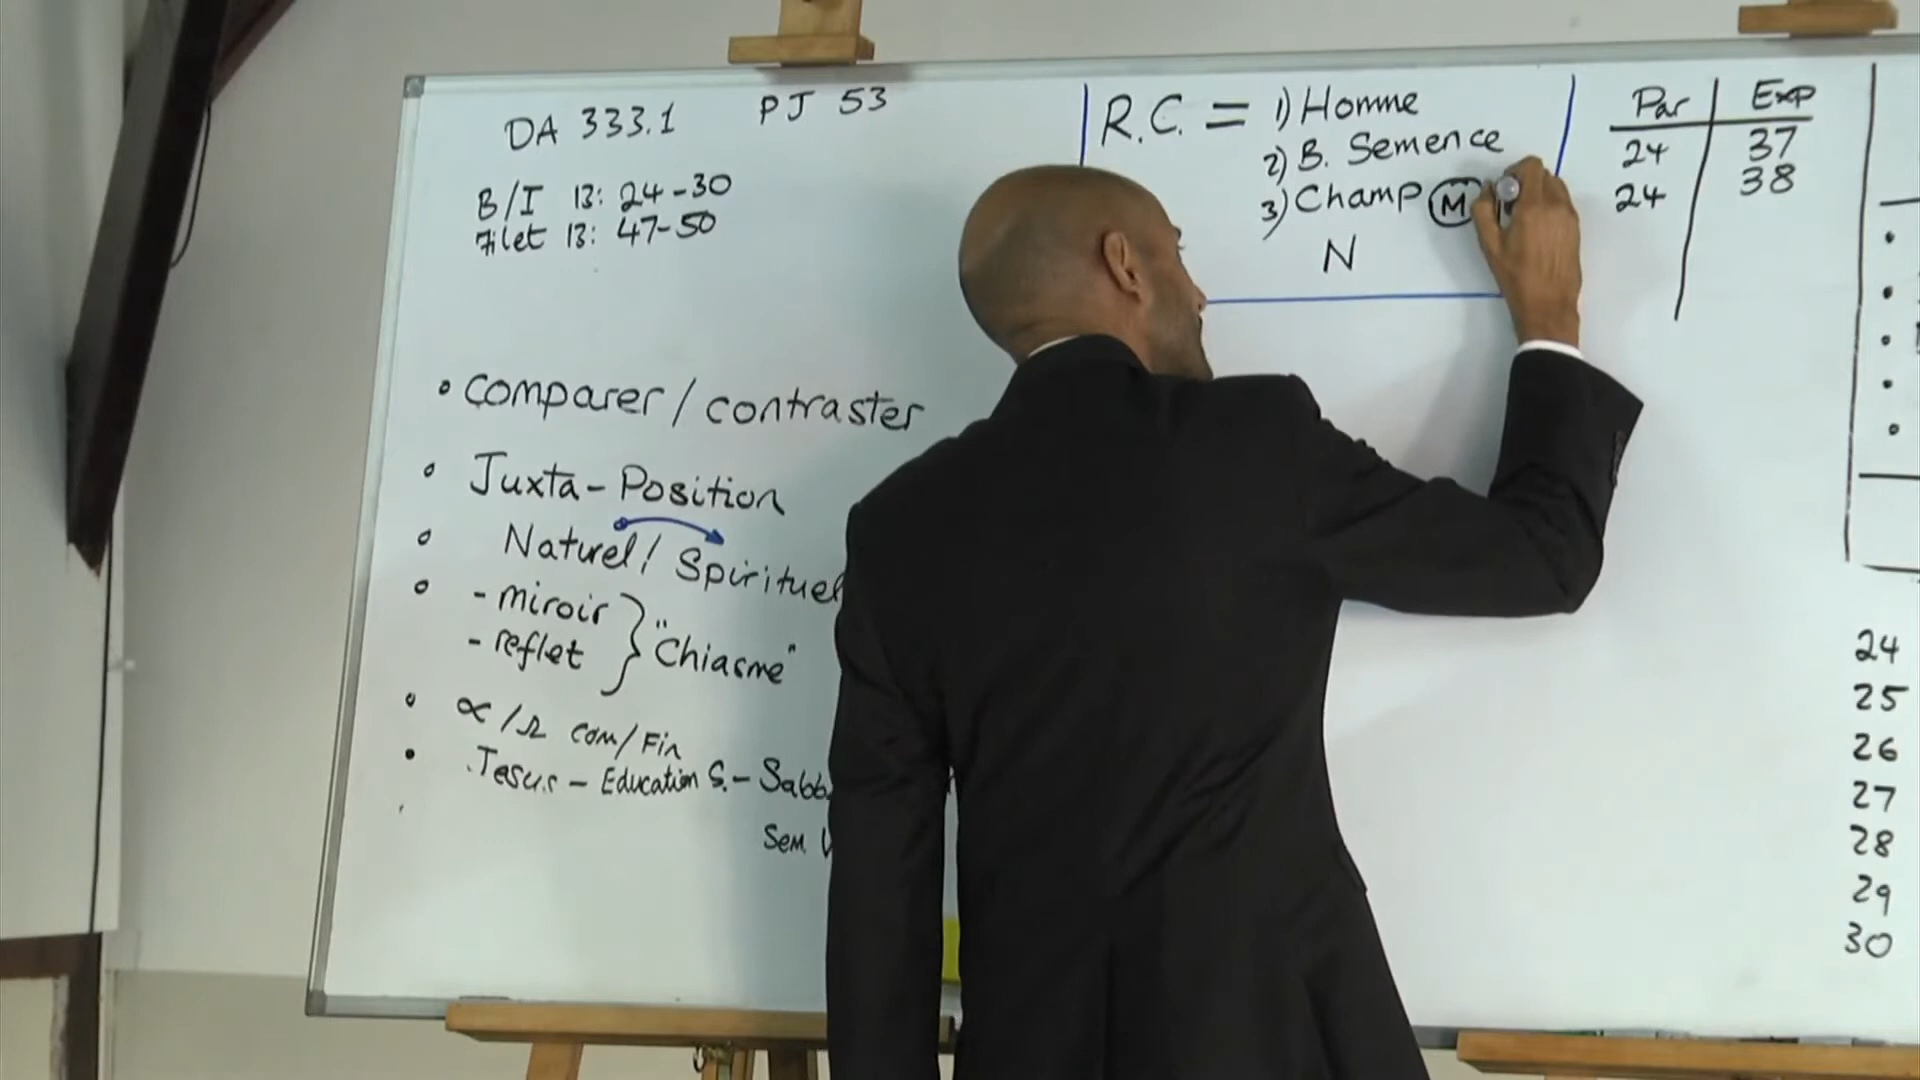 DA 333.1 PJ 53
B/I 13: 24-30
Filet 13: 47-50
• Comparer / contraster
• Juxta-Position
• Naturel / Spirituel
• - miroir
- reflet } "Chiasme"
• ∝/Ω com/Fin
• Jesus - Education S. - Sabb
Sem
R.C. = 1) Homme
2) B. Semence
3) Champ M
N
Par Exp
24 37
24 38
24
25
26
27
28
29
30